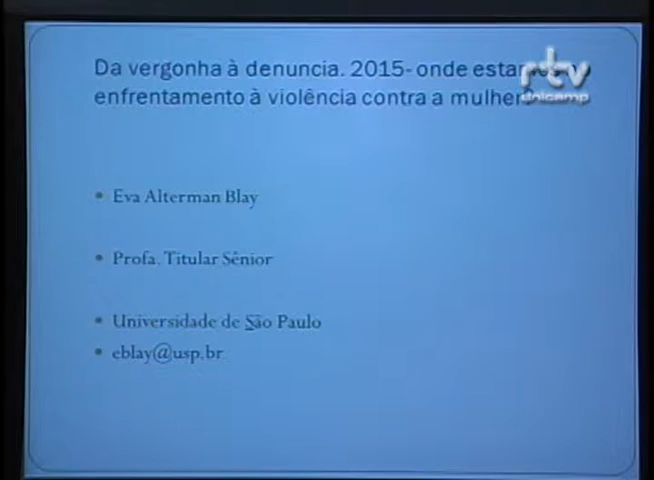 Da vergonha à denuncia. 2015- onde
enfrentamento à violência contra a mulher?
rtv
unicamp
• Eva Alterman Blay
• Profa. Titular Sênior
• Universidade de São Paulo
• eblay@usp.br